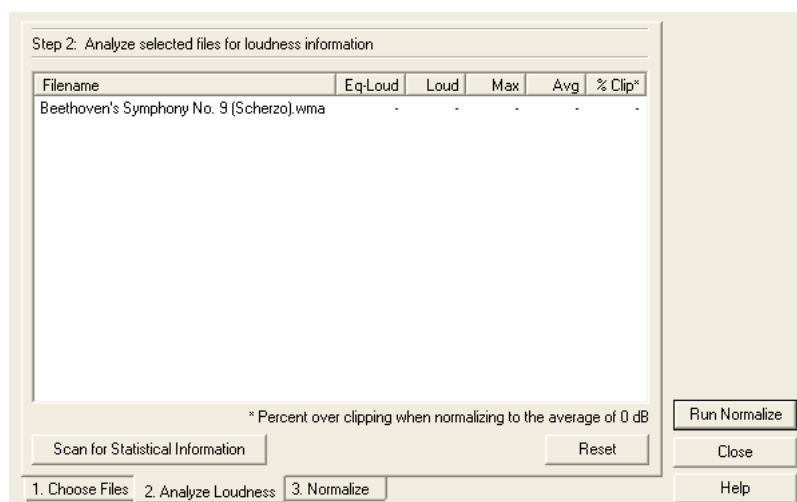 Step 2: Analyze selected files for loudness information
Filename Eq-Loud Loud Max Avg % Clip*
Beethoven's Symphony No. 9 (Scherzo).wma - - - - -
* Percent over clipping when normalizing to the average of 0 dB
Run Normalize
Scan for Statistical Information Reset Close
1. Choose Files 2. Analyze Loudness 3. Normalize Help